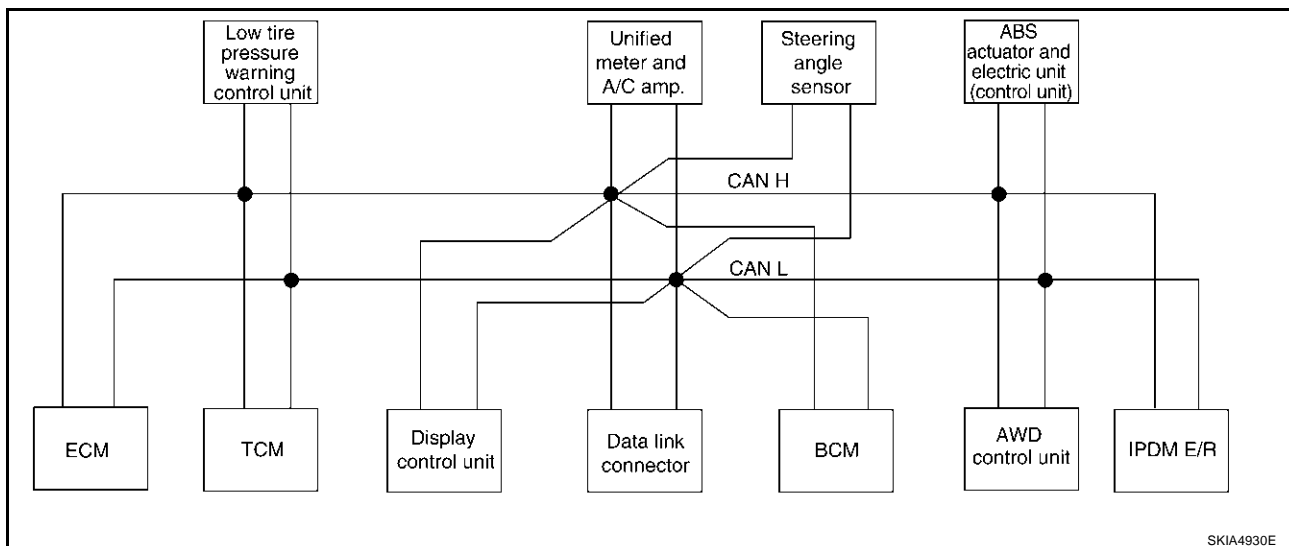 Low tire
pressure
warning
control unit
Unified
meter and
A/C amp.
Steering
angle
sensor
ABS
actuator and
electric unit
(control unit)
CAN H
CAN L
ECM
TCM
Display
control unit
Data link
connector
BCM
AWD
control unit
IPDM E/R
SKIA4930E